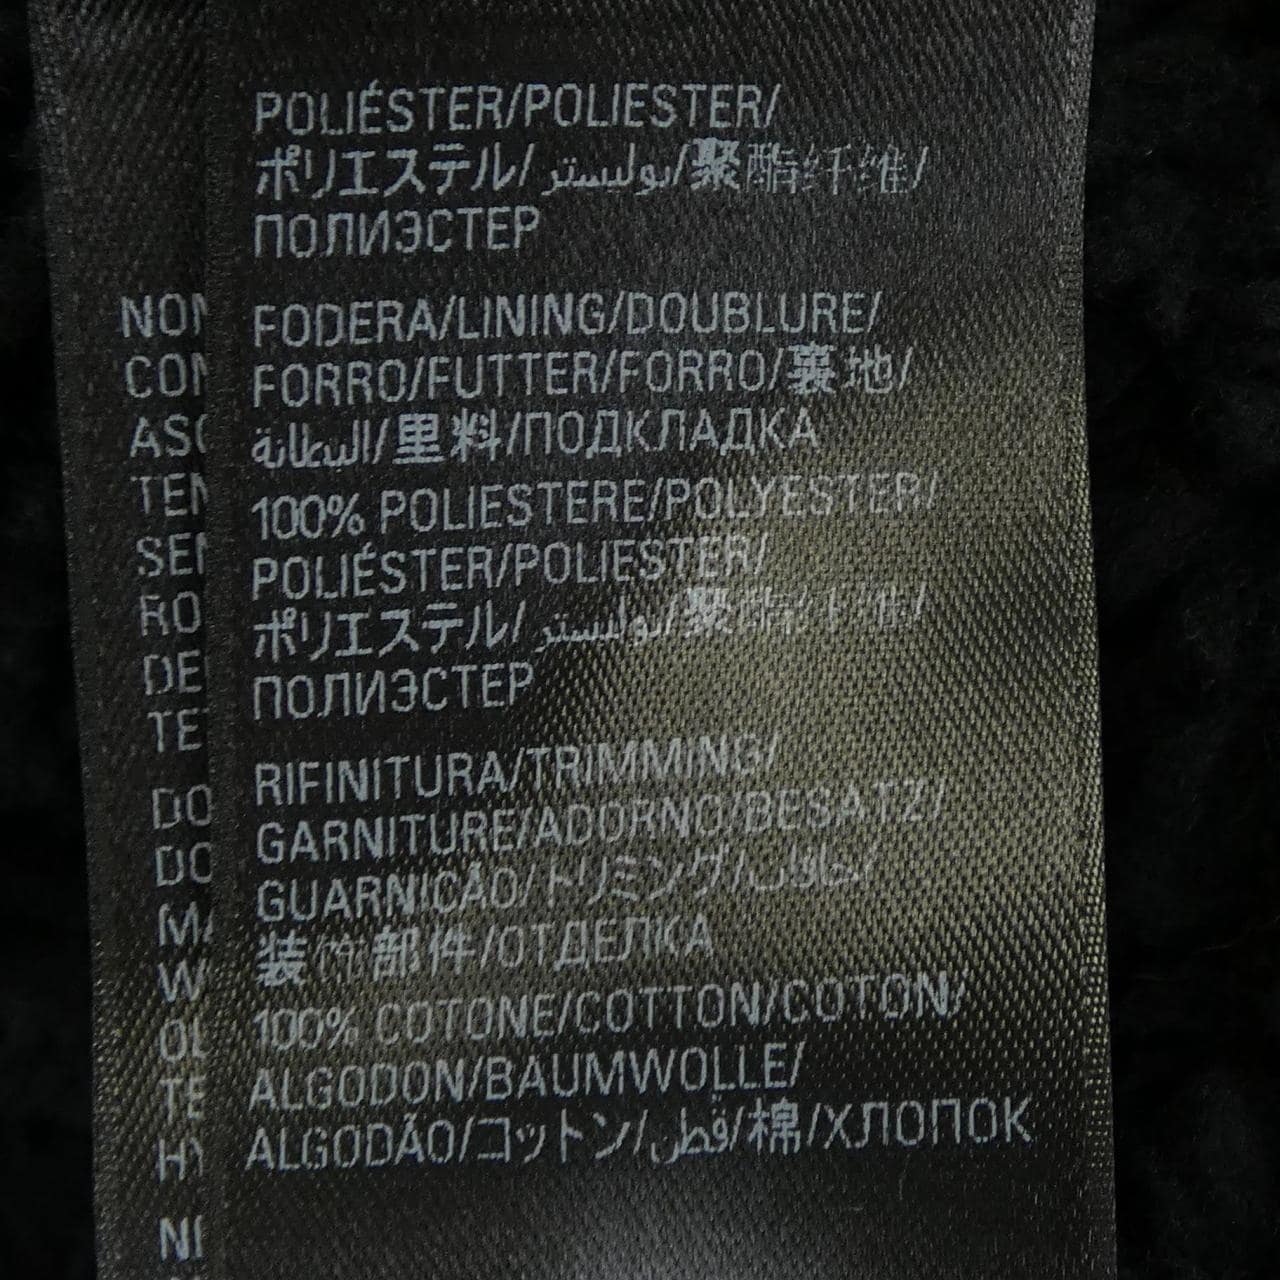 POLIÉSTER/POLIESTER/
ポリエステル/بوليستر/聚酯纤维/
ПОЛИЭСТЕР
FODERA/LINING/DOUBLURE/
FORRO/FUTTER/FORRO/裏地/
البطانة/里料/ПОДКЛАДКА
100% POLIESTERE/POLYESTER/
POLIÉSTER/POLIESTER/
ポリエステル/بوليستر/聚酯纤维/
ПОЛИЭСТЕР
RIFINITURA/TRIMMING/
GARNITURE/ADORNO/BESATZ/
GUARNICÃO/トリミング/
装饰部件/ОТДЕЛКА
100% COTONE/COTTON/COTON/
ALGODON/BAUMWOLLE/
ALGODÃO/コットン/قطن/棉/ХЛОПОК